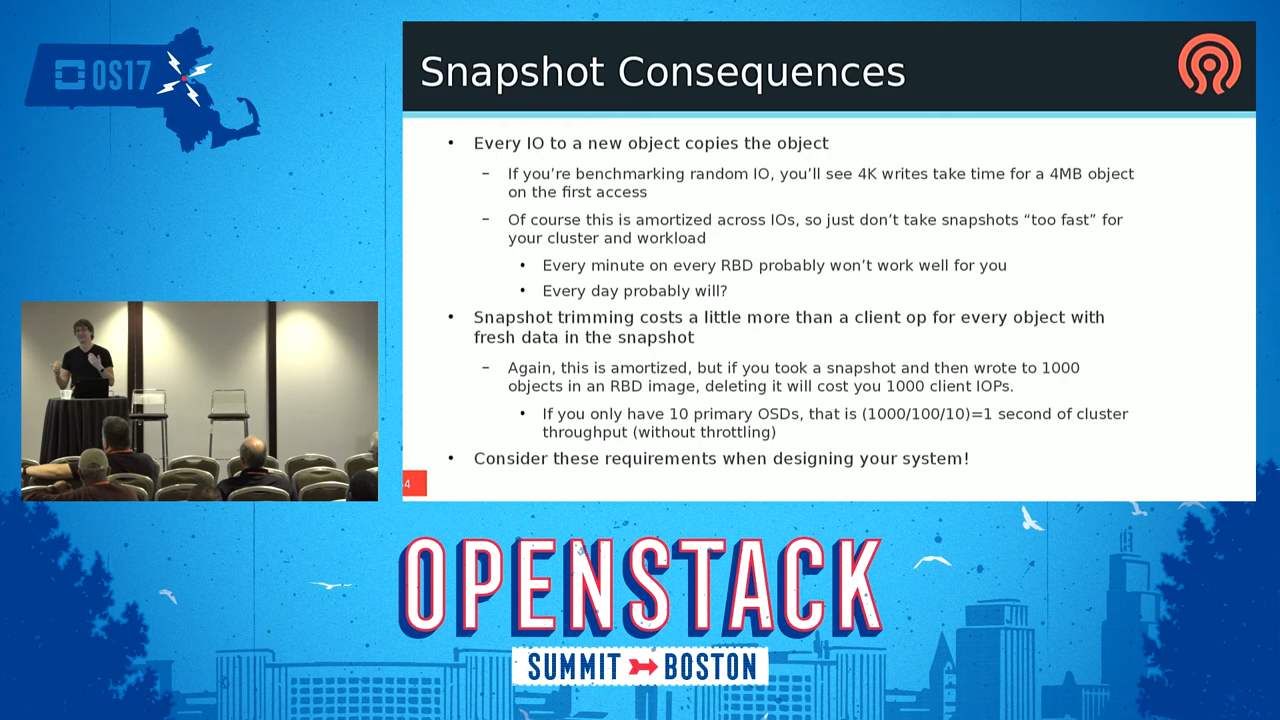 OS17
Snapshot Consequences
• Every IO to a new object copies the object
– If you’re benchmarking random IO, you’ll see 4K writes take time for a 4MB object
on the first access
– Of course this is amortized across IOs, so just don’t take snapshots “too fast” for
your cluster and workload
• Every minute on every RBD probably won’t work well for you
• Every day probably will?
• Snapshot trimming costs a little more than a client op for every object with
fresh data in the snapshot
– Again, this is amortized, but if you took a snapshot and then wrote to 1000
objects in an RBD image, deleting it will cost you 1000 client IOPs.
• If you only have 10 primary OSDs, that is (1000/100/10)=1 second of cluster
throughput (without throttling)
• Consider these requirements when designing your system!
4
OPENSTACK
SUMMIT BOSTON